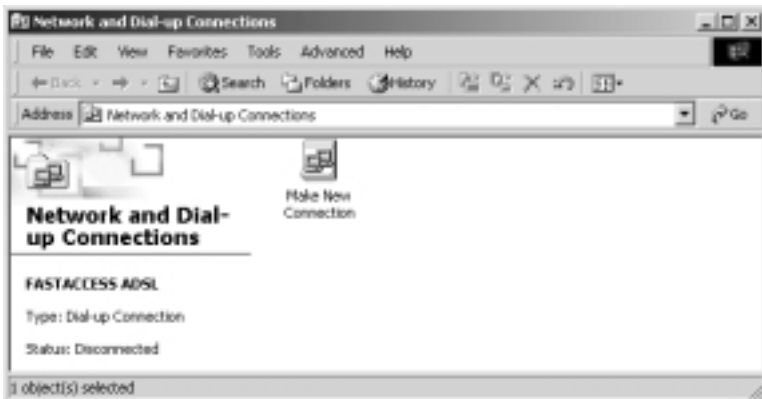 Network and Dial-up Connections
File Edit View Favorites Tools Advanced Help
Back Search Folders History
Address Network and Dial-up Connections Go
Make New
Connection
Network and Dial-
up Connections
FASTACCESS ADSL
Type: Dial-up Connection
Status: Disconnected
1 object(s) selected